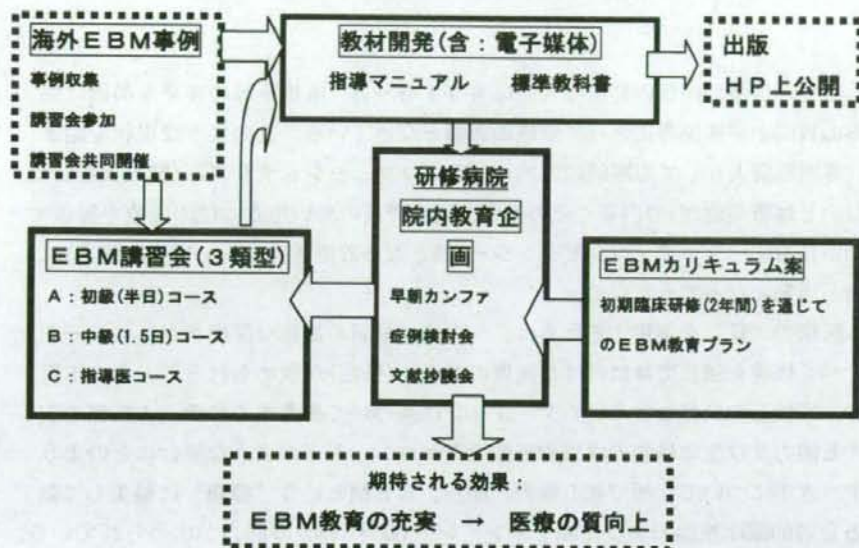 海外EBM事例
事例収集
講習会参加
講習会共同開催
教材開発(含:電子媒体)
指導マニュアル 標準教科書
出版
HP上公開
研修病院
院内教育企
画
早朝カンファ
症例検討会
文献抄読会
EBM講習会(3類型)
A:初級(半日)コース
B:中級(1.5日)コース
C:指導医コース
EBMカリキュラム案
初期臨床研修(2年間)を通じて
のEBM教育プラン
期待される効果:
EBM教育の充実 → 医療の質向上